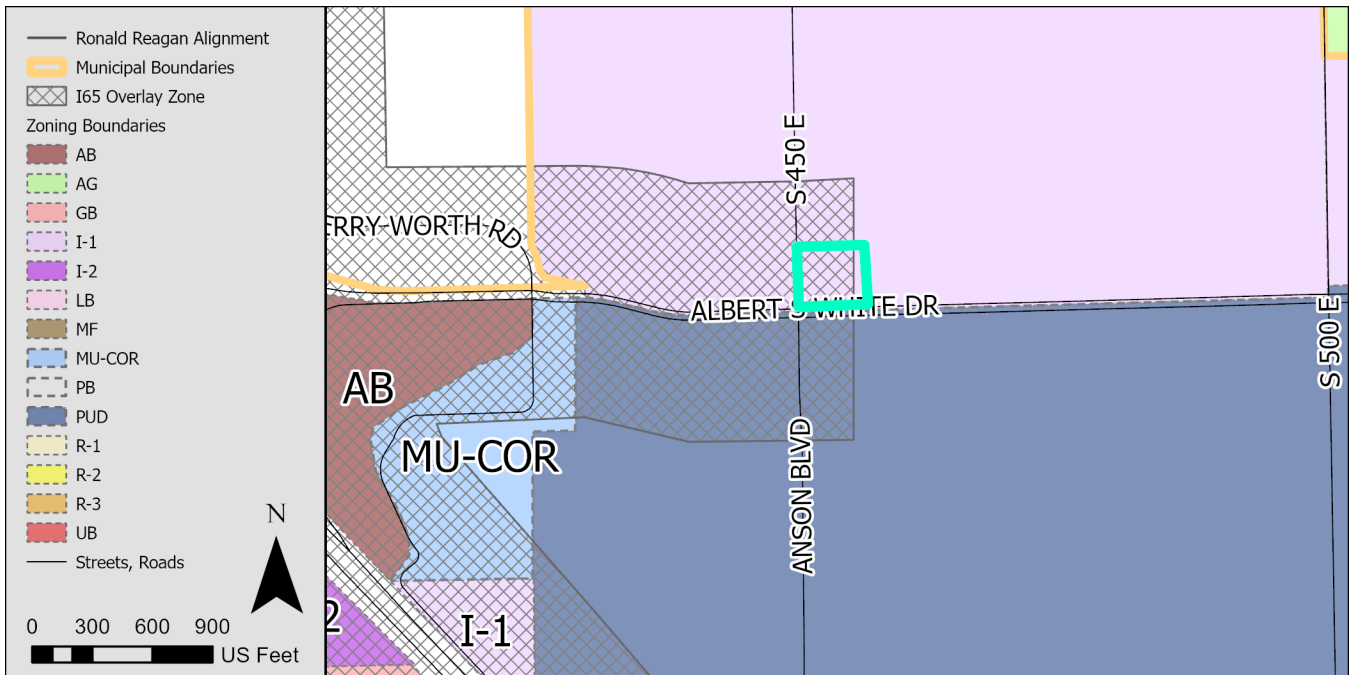 Ronald Reagan Alignment
Municipal Boundaries
I65 Overlay Zone
Zoning Boundaries
AB
AG
GB
I-1
I-2
LB
MF
MU-COR
PB
PUD
R-1
R-2
R-3
UB
Streets, Roads
N
0 300 600 900
US Feet
S 450 E
ERRY WORTH RD
ALBERT S WHITE DR
S 500 E
AB
MU-COR
ANSON BLVD
2
I-1